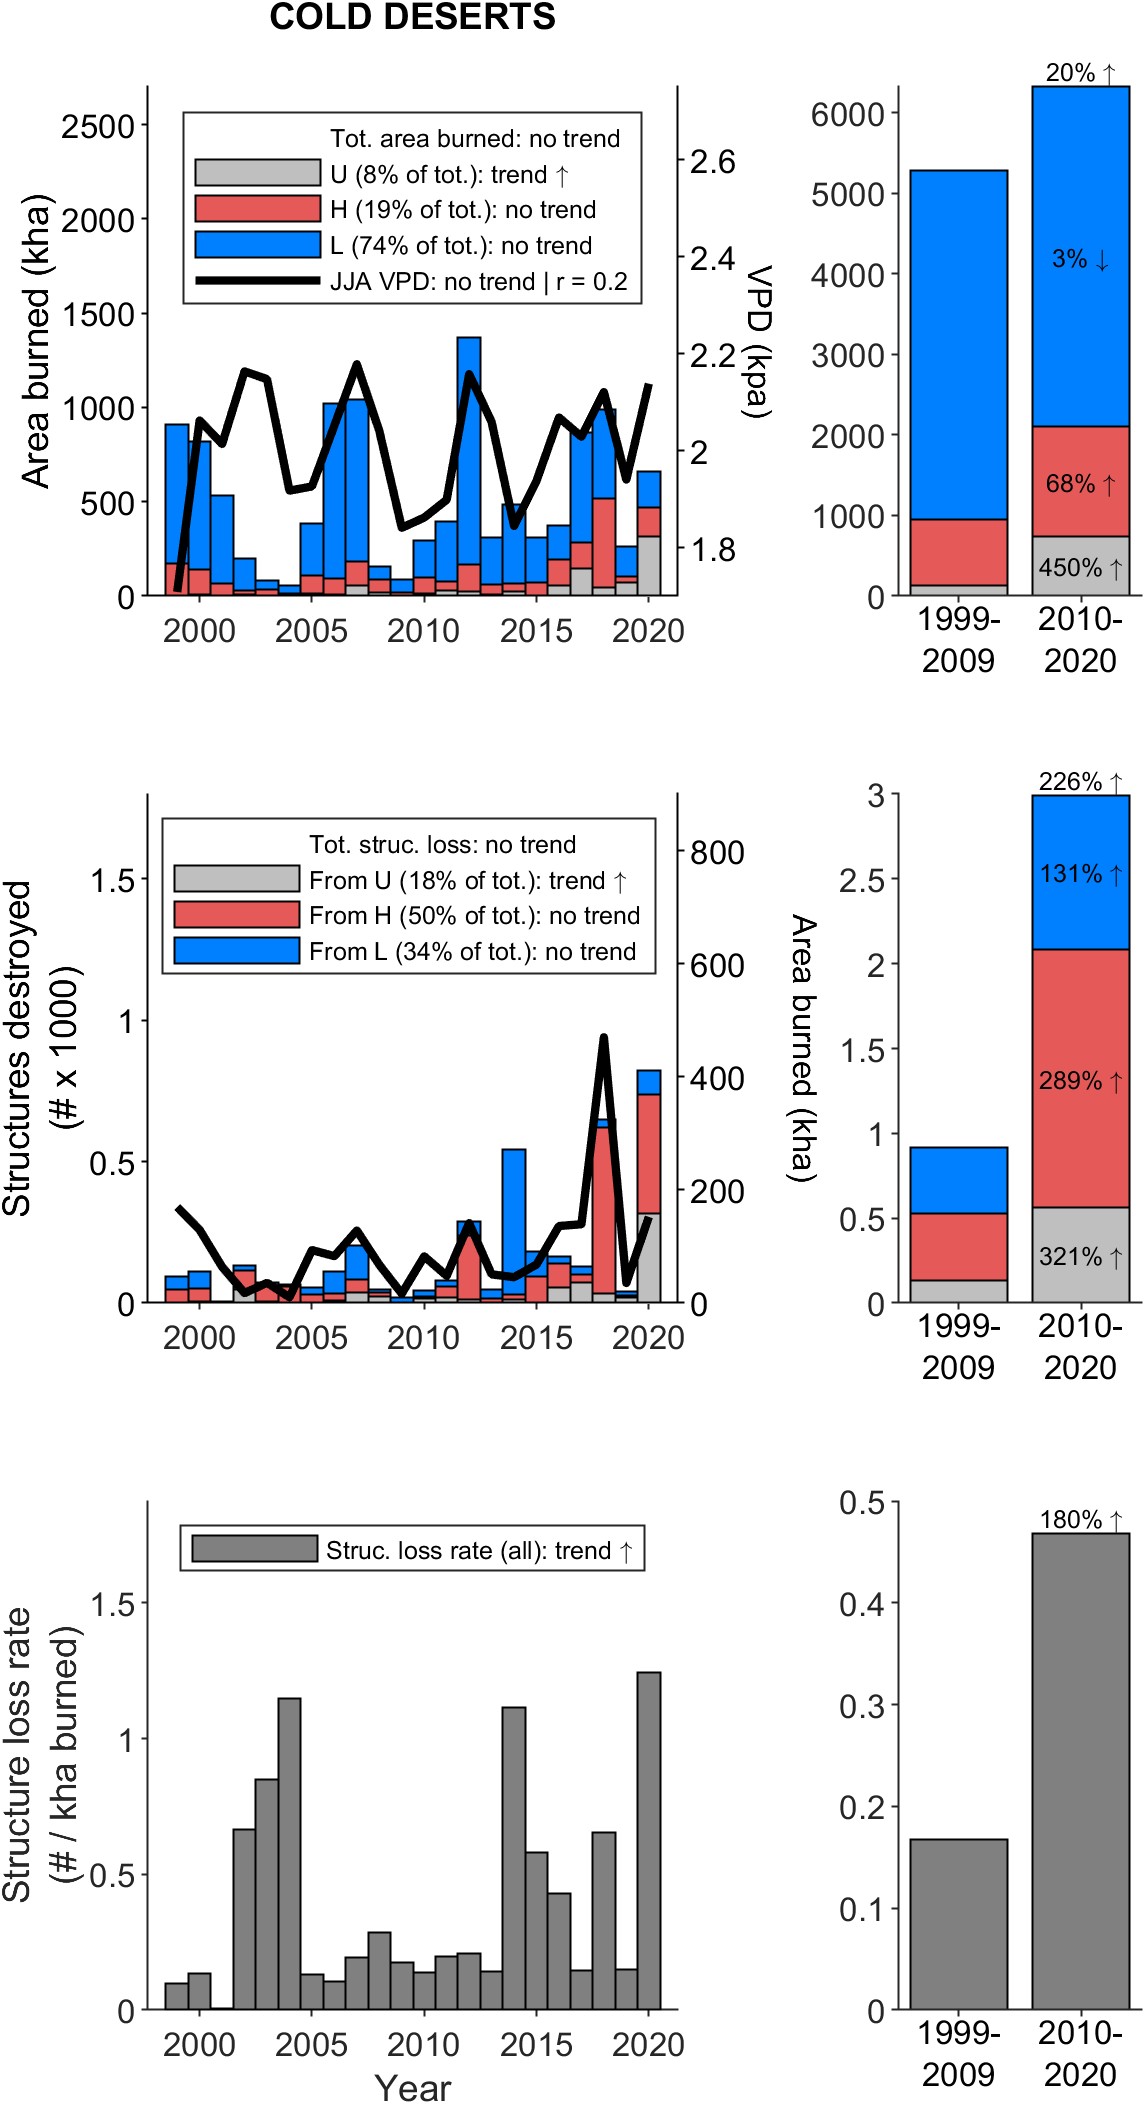 COLD DESERTS
Area burned (kha)
2500
2000
1500
1000
500
0
Tot. area burned: no trend
U (8% of tot.): trend ↑
H (19% of tot.): no trend
L (74% of tot.): no trend
JJA VPD: no trend | r = 0.2
2.6
2.4
2.2
2
1.8
VPD (kpa)
2000 2005 2010 2015 2020
6000
5000
4000
3000
2000
1000
0
20% ↑
3% ↓
68% ↑
450% ↑
1999- 2010-
2009 2020
Structures destroyed
(# x 1000)
1.5
1
0.5
0
Tot. struc. loss: no trend
From U (18% of tot.): trend ↑
From H (50% of tot.): no trend
From L (34% of tot.): no trend
800
600
400
200
0
Area burned (kha)
2000 2005 2010 2015 2020
3
2.5
2
1.5
1
0.5
0
226% ↑
131% ↑
289% ↑
321% ↑
1999- 2010-
2009 2020
Structure loss rate
(# / kha burned)
1.5
1
0.5
0
Struc. loss rate (all): trend ↑
2000 2005 2010 2015 2020
Year
0.5
0.4
0.3
0.2
0.1
0
180% ↑
1999- 2010-
2009 2020